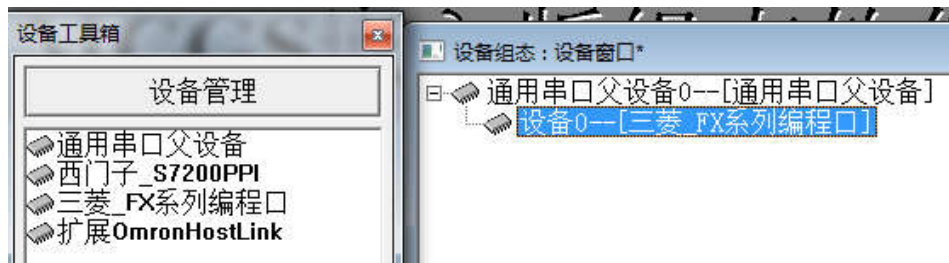 设备工具箱
设备管理
通用串口父设备
西门子_S7200PPI
三菱_FX系列编程口
扩展OmronHostLink
设备组态:设备窗口*
通用串口父设备0--[通用串口父设备]
设备0--[三菱_FX系列编程口]